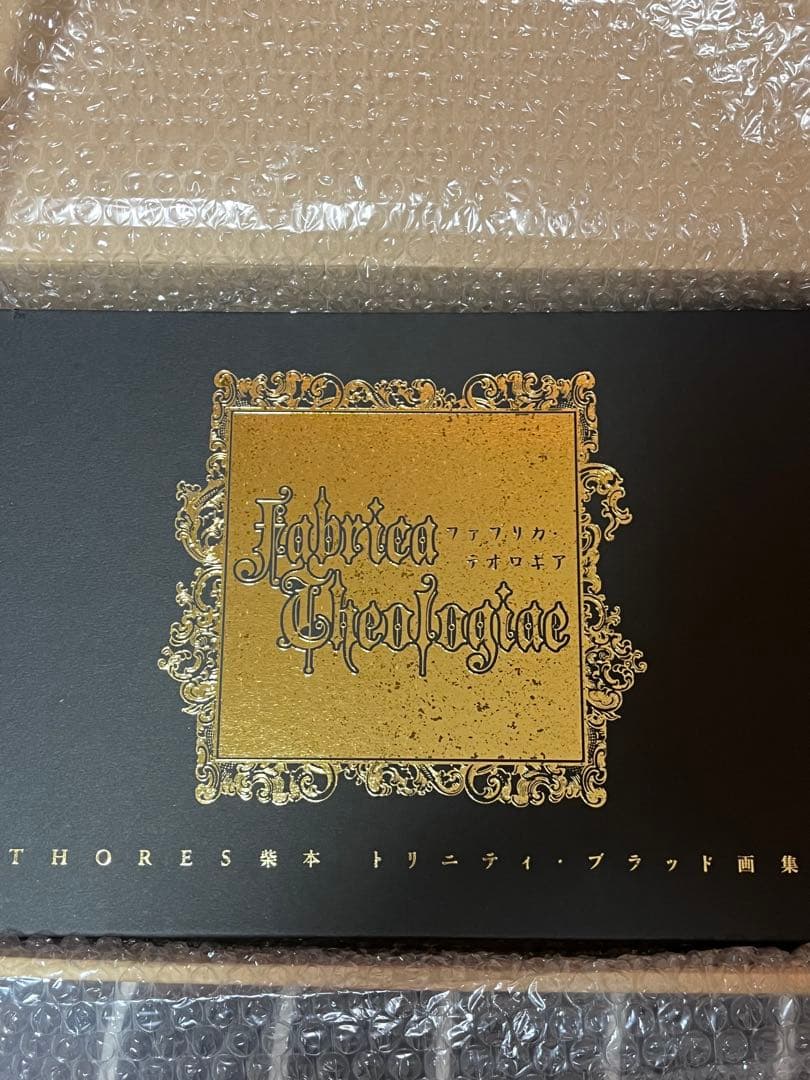 Fabrica
ファブリカ・
テオロギア
Theologiae
THORES柴本 トリニティ・ブラッド画集